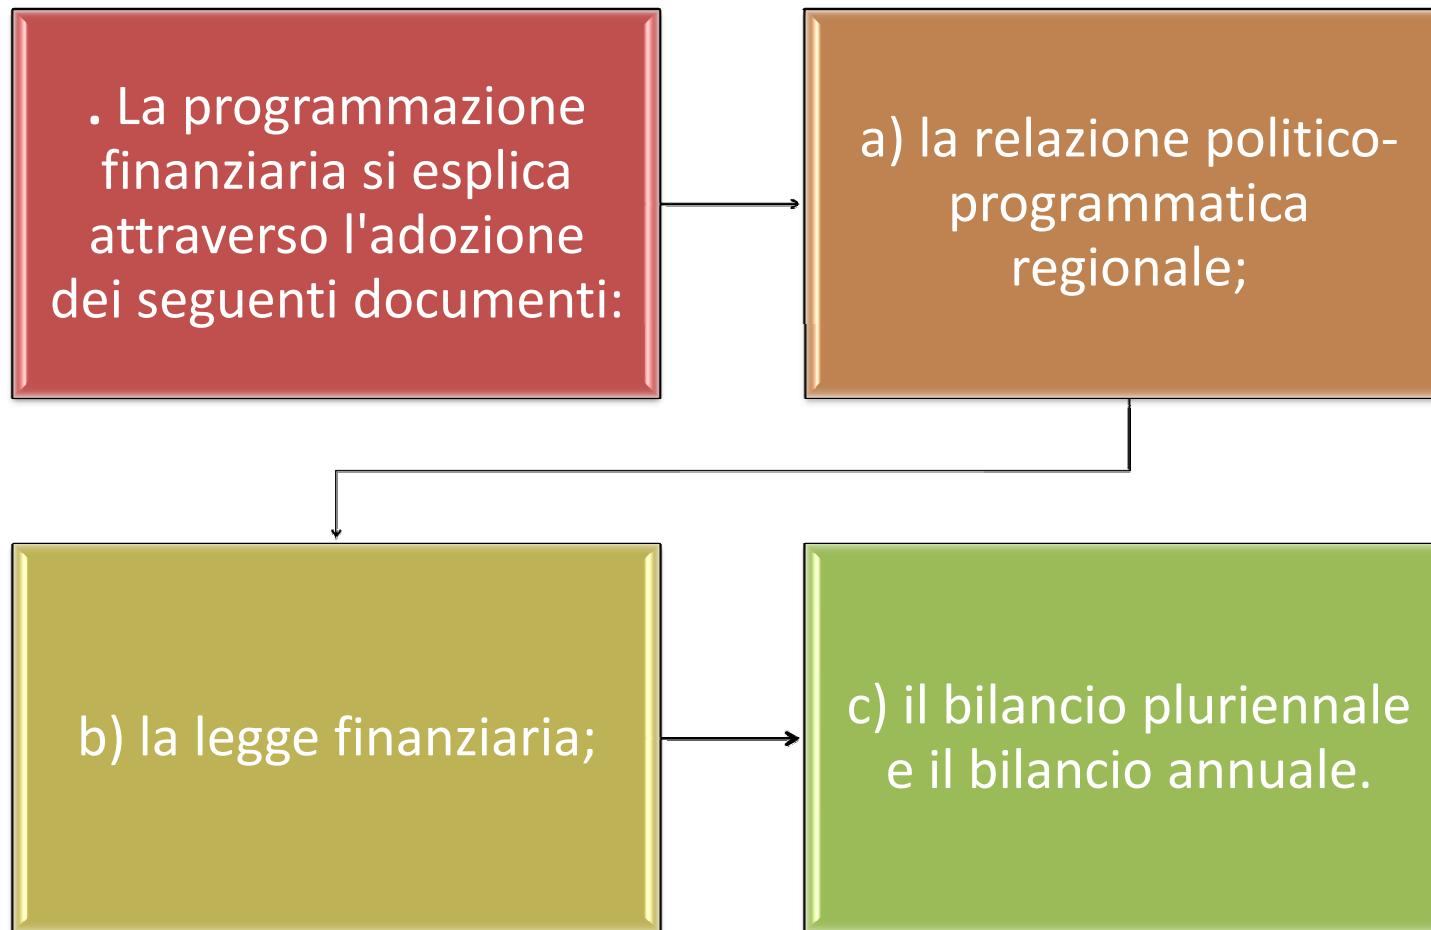 . La programmazione
finanziaria si esplica
attraverso l'adozione
dei seguenti documenti:
a) la relazione politico-
programmatica
regionale;
b) la legge finanziaria;
c) il bilancio pluriennale
e il bilancio annuale.